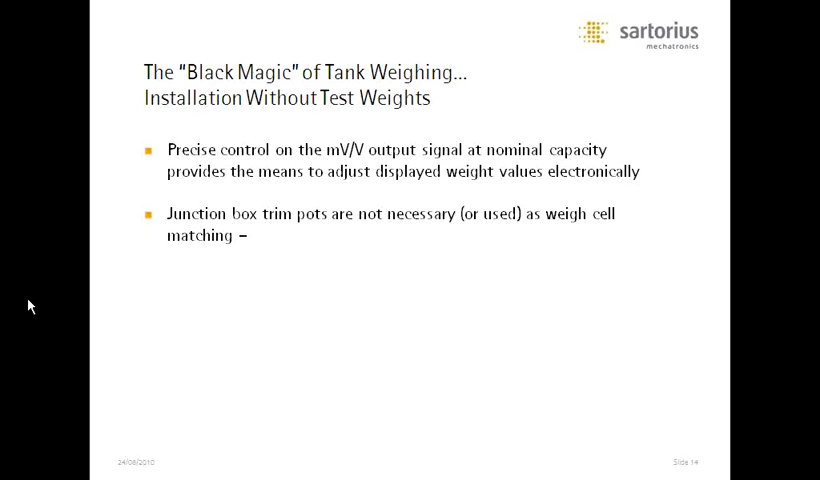 sartorius
mechatronics
The “Black Magic” of Tank Weighing...
Installation Without Test Weights
Precise control on the mV/V output signal at nominal capacity
provides the means to adjust displayed weight values electronically
Junction box trim pots are not necessary (or used) as weigh cell
matching –
24/08/2010
Slide 14